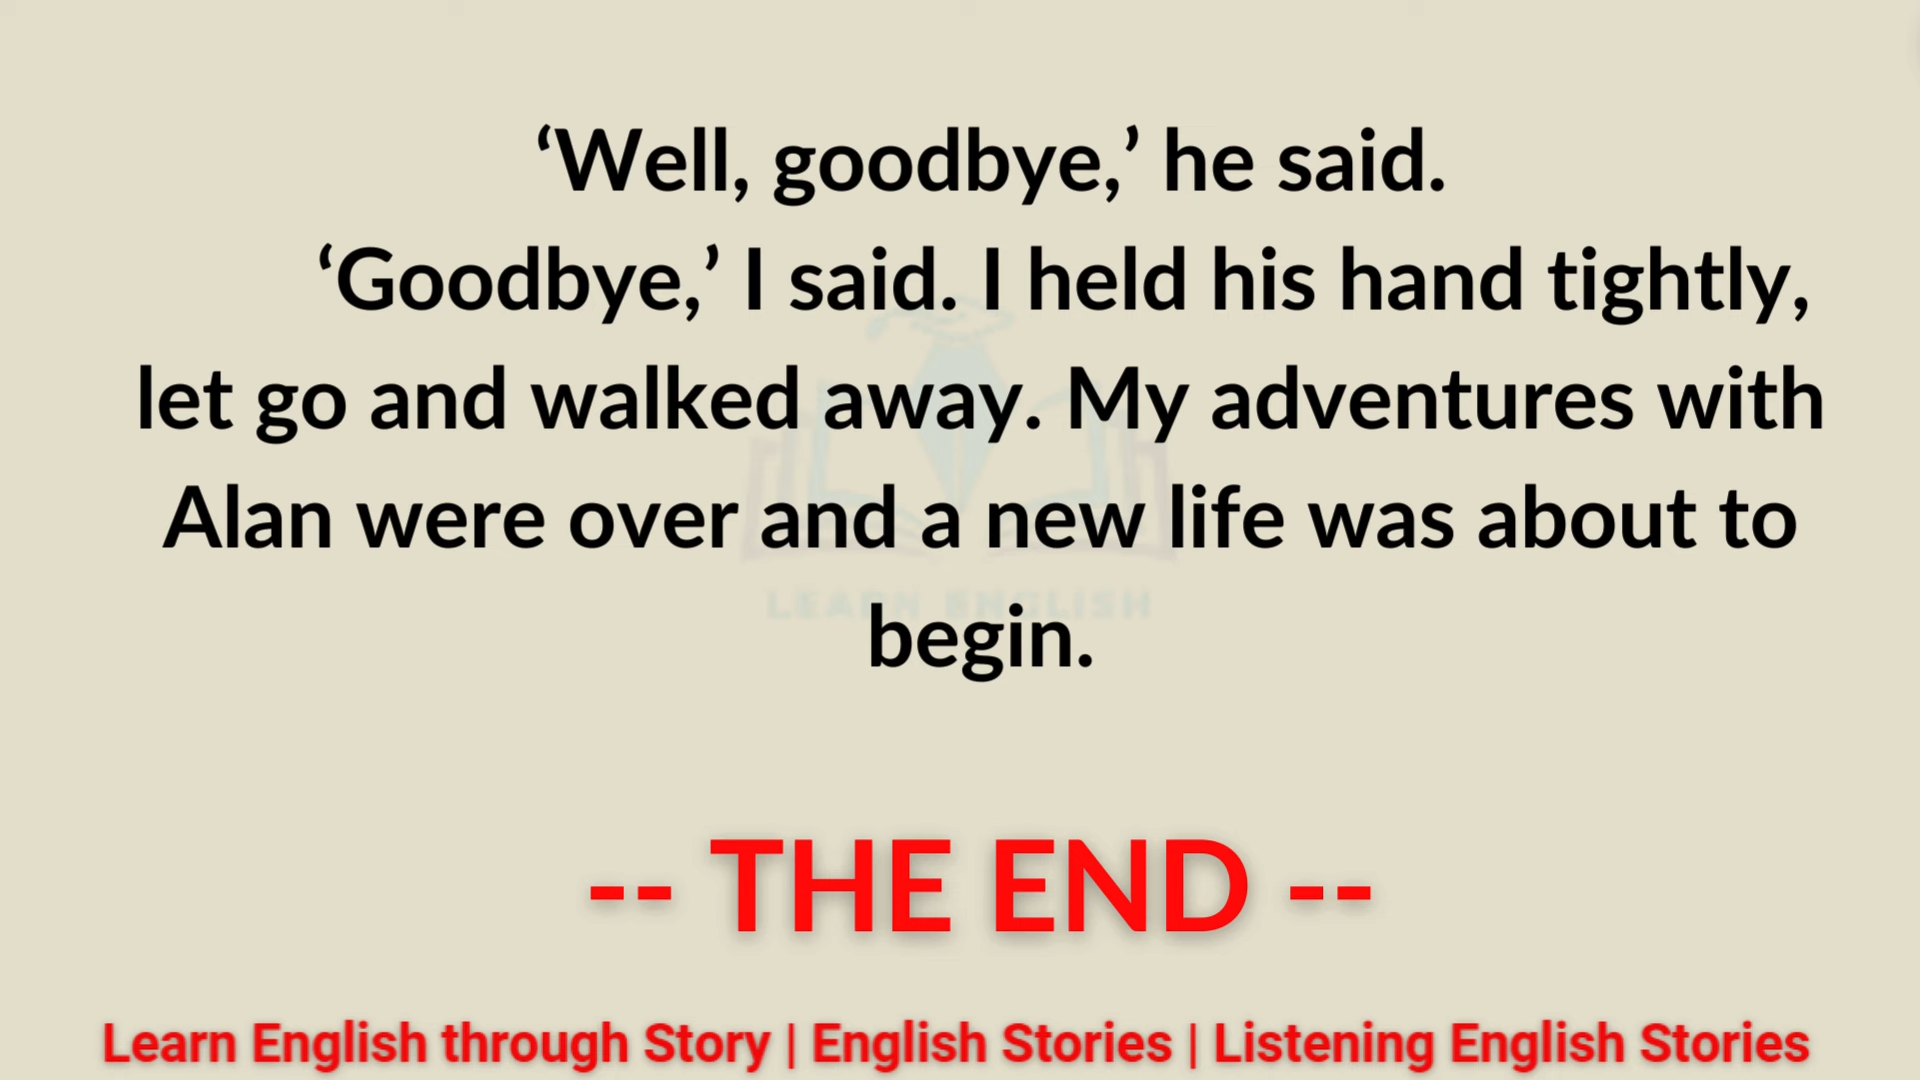 ‘Well, goodbye,’ he said.
‘Goodbye,’ I said. I held his hand tightly,
let go and walked away. My adventures with
Alan were over and a new life was about to
begin.
LEARN ENGLISH
-- THE END --
Learn English through Story | English Stories | Listening English Stories